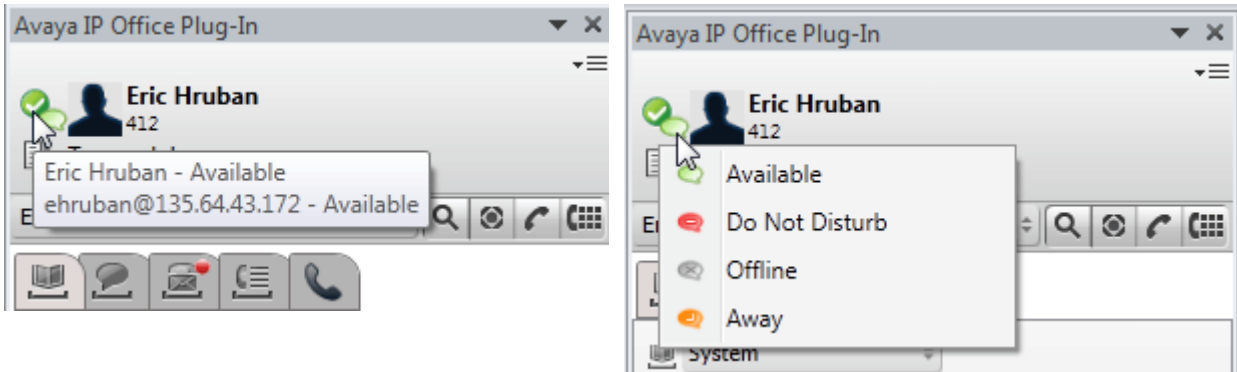 Avaya IP Office Plug-In
Eric Hruban
412
Eric Hruban - Available
ehruban@135.64.43.172 - Available
Avaya IP Office Plug-In
Eric Hruban
412
Available
Do Not Disturb
Offline
Away
System